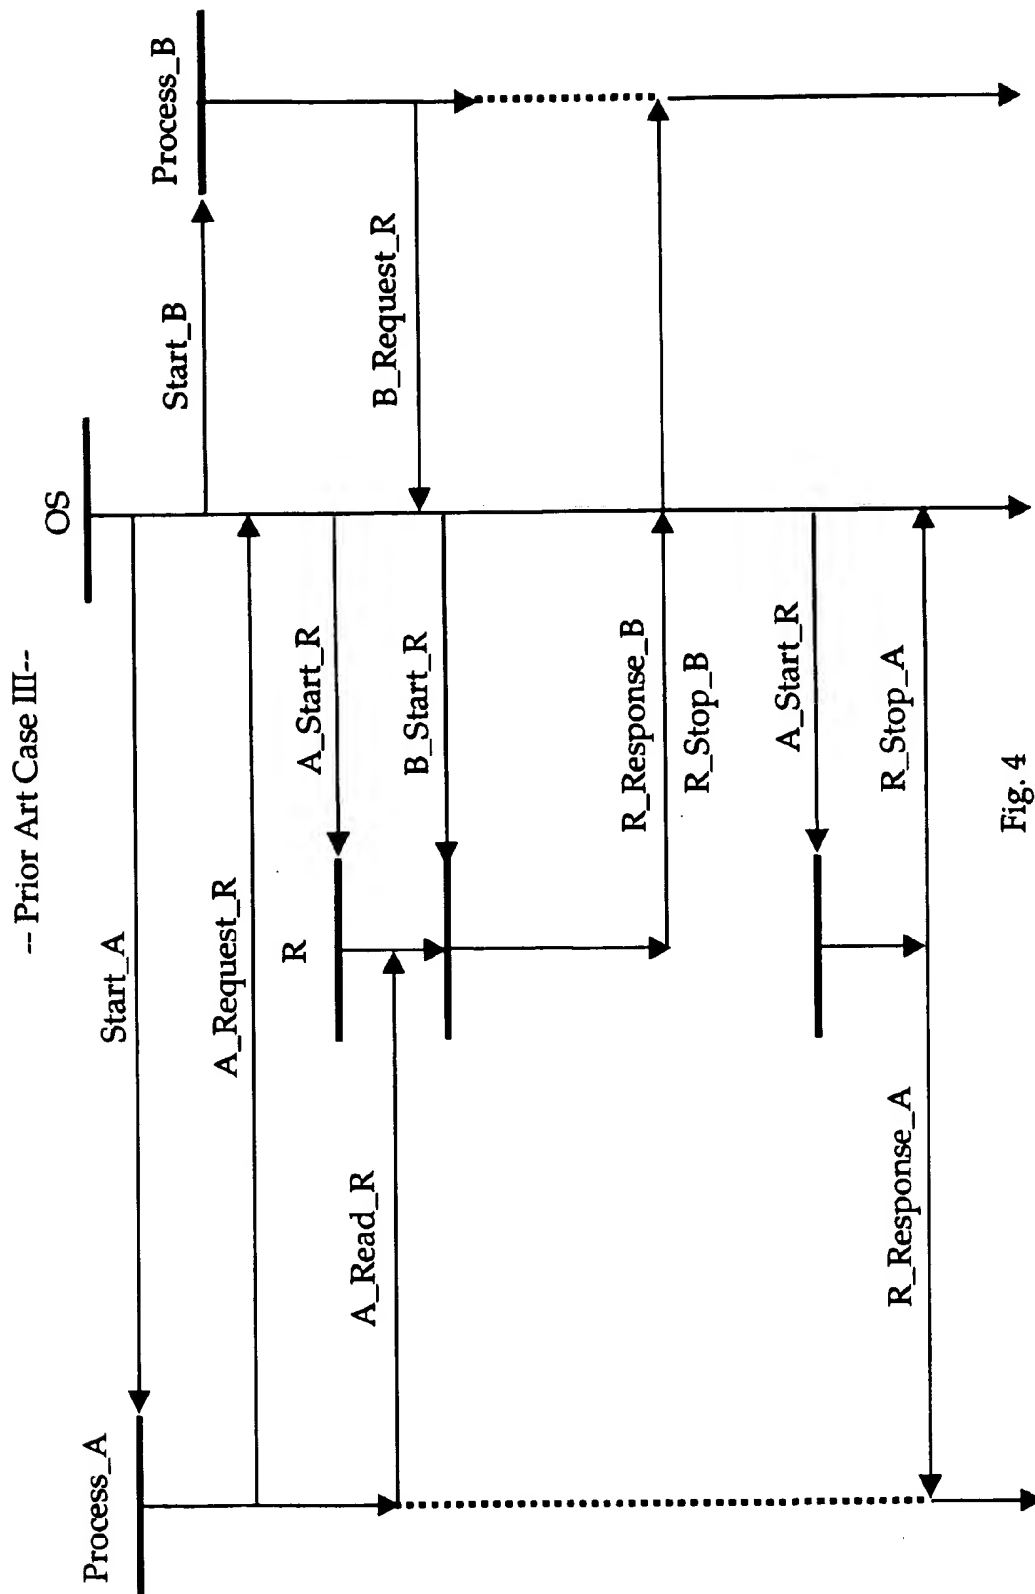 -- Prior Art Case III--
OS
Process_A
Process_B
Start_A
Start_B
A_Request_R
R
A_Start_R
A_Read_R
B_Request_R
B_Start_R
R_Response_B
R_Stop_B
A_Start_R
R_Response_A
R_Stop_A
Fig. 4